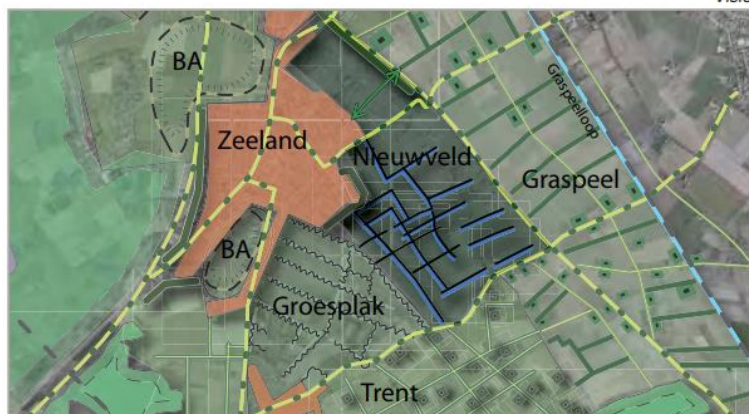 BA
Zeeland
Nieuwveld
Graspeelloop
Graspeel
BA
Groesplak
Trent